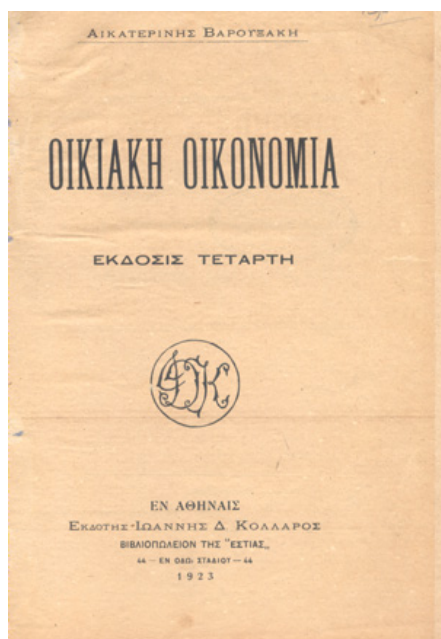 ΑΙΚΑΤΕΡΙΝΗΣ ΒΑΡΟΥΞΑΚΗ
ΟΙΚΙΑΚΗ ΟΙΚΟΝΟΜΙΑ
ΕΚΔΟΣΙΣ ΤΕΤΑΡΤΗ
ΕΝ ΑΘΗΝΑΙΣ
ΕΚΔΟΤΗΣ·ΙΩΑΝΝΗΣ Δ. ΚΟΛΛΑΡΟΣ
ΒΙΒΛΙΟΠΩΛΕΙΟΝ ΤΗΣ "ΕΣΤΙΑΣ„
44 — ΕΝ ΟΔΩι ΣΤΑΔΙΟΥ — 44
1923